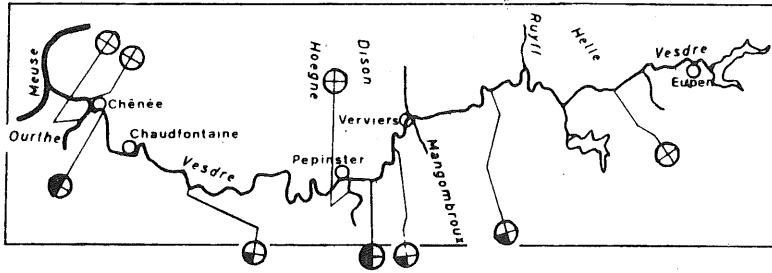 Meuse
Ourthe
Chênée
Chaudfontaine
Vesdre
Hoegne
Pepinster
Dison
Verviers
Mangombroux
Ruyff
Helle
Vesdre
Eupen